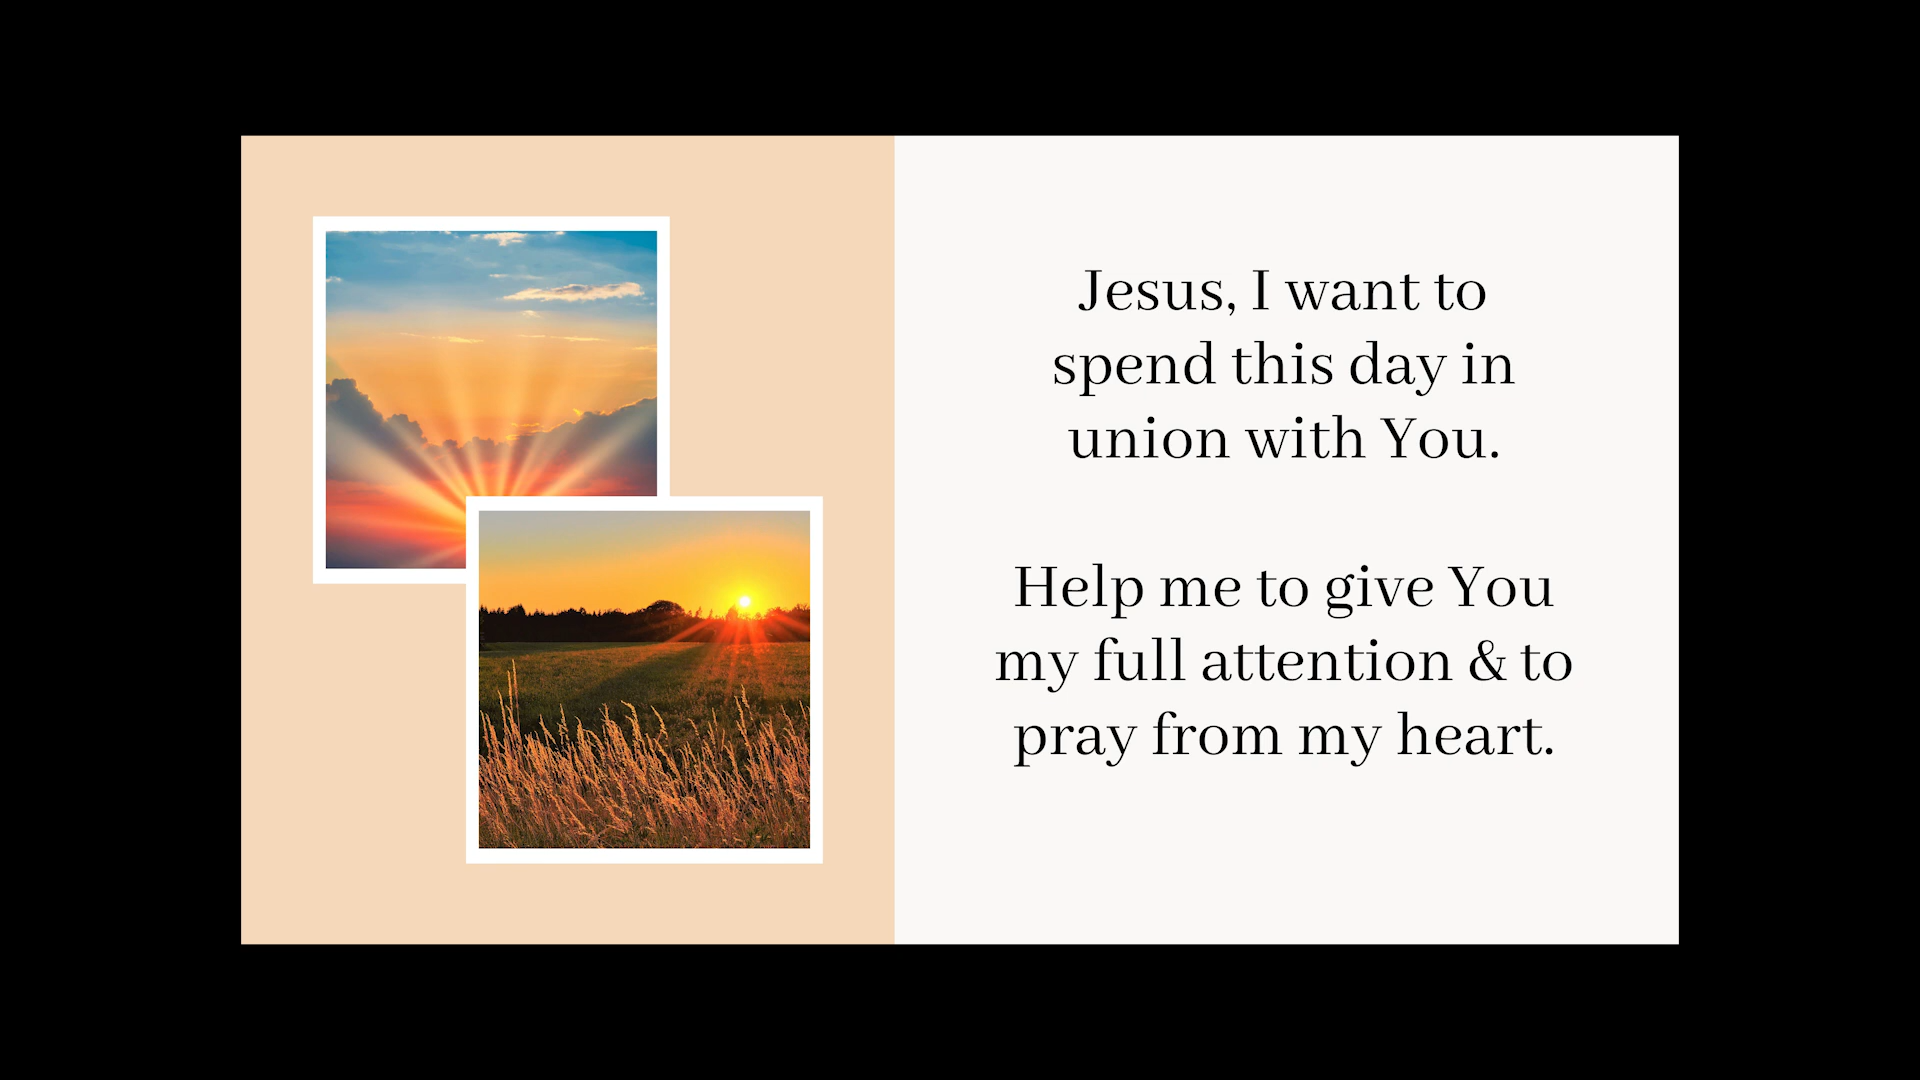 Jesus, I want to
spend this day in
union with You.
Help me to give You
my full attention & to
pray from my heart.